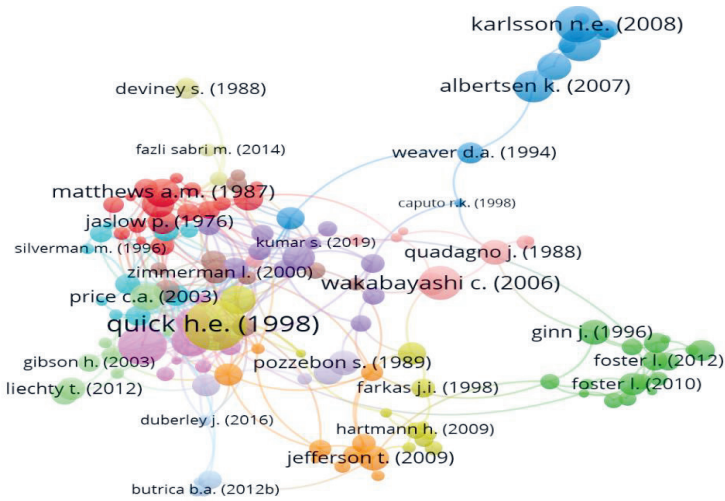 karlsson n.e. (2008)
albertsen k. (2007)
deviney s. (1988)
fazli sabri m. (2014)
weaver d.a. (1994)
matthews a.m. (1987)
caputo r.k. (1998)
jaslow p. (1976)
silverman m. (1996)
kumar s. (2019)
quadagno j. (1988)
zimmerman l. (2000)
wakabayashi c. (2006)
price c.a. (2003)
quick h.e. (1998)
ginn j. (1996)
gibson h. (2003)
pozzebon s. (1989)
foster l. (2012)
liechty t. (2012)
farkas j.i. (1998)
foster l. (2010)
duberley j. (2016)
hartmann h. (2009)
jefferson t. (2009)
butrica b.a. (2012b)